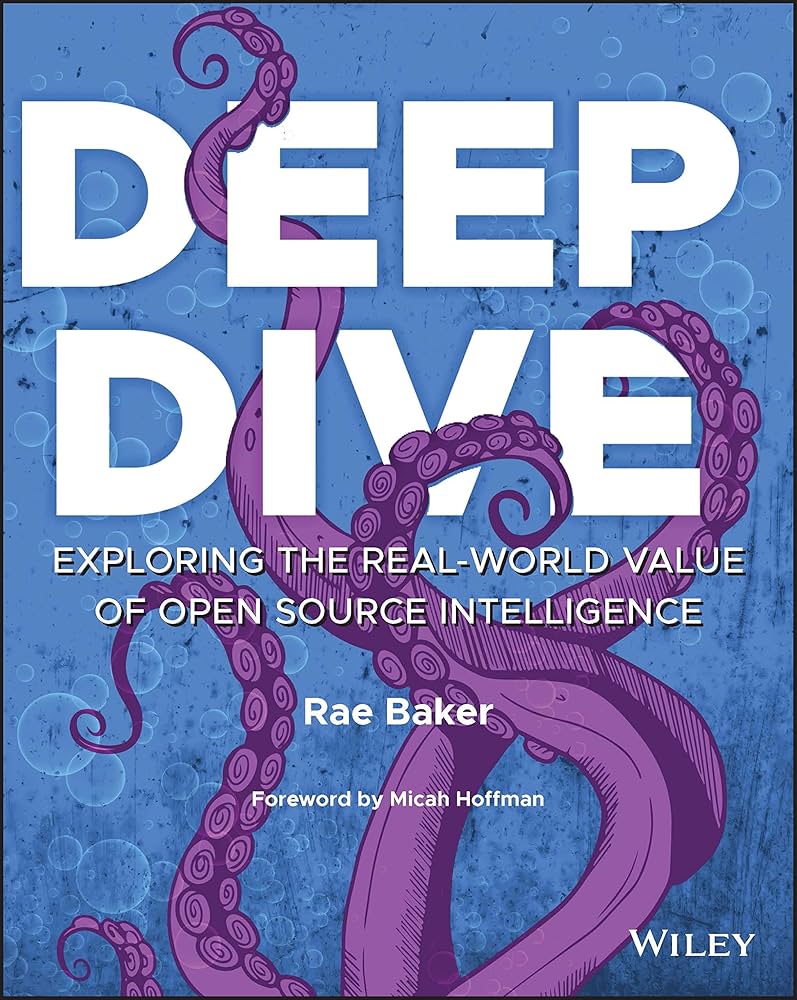 DEEP
DIVE
EXPLORING THE REAL-WORLD VALUE
OF OPEN SOURCE INTELLIGENCE
Rae Baker
Foreword by Micah Hoffman
WILEY